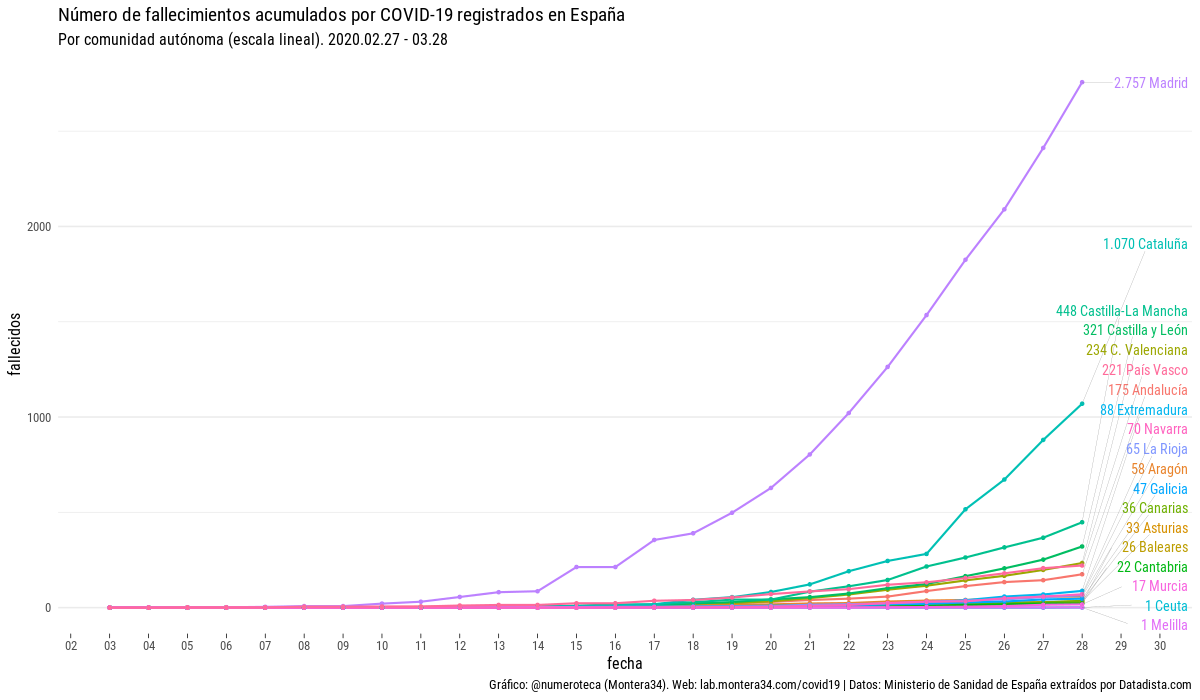 Número de fallecimientos acumulados por COVID-19 registrados en España
Por comunidad autónoma (escala lineal). 2020.02.27 - 03.28
2.757 Madrid
2000
1.070 Cataluña
448 Castilla-La Mancha
321 Castilla y León
234 C. Valenciana
221 País Vasco
175 Andalucía
88 Extremadura
1000
70 Navarra
65 La Rioja
58 Aragón
47 Galicia
36 Canarias
33 Asturias
26 Baleares
22 Cantabria
17 Murcia
0
1 Ceuta
1 Melilla
fallecidos
02 03 04 05 06 07 08 09 10 11 12 13 14 15 16 17 18 19 20 21 22 23 24 25 26 27 28 29 30
fecha
Gráfico: @numeroteca (Montera34). Web: lab.montera34.com/covid19 | Datos: Ministerio de Sanidad de España extraídos por Datadista.com